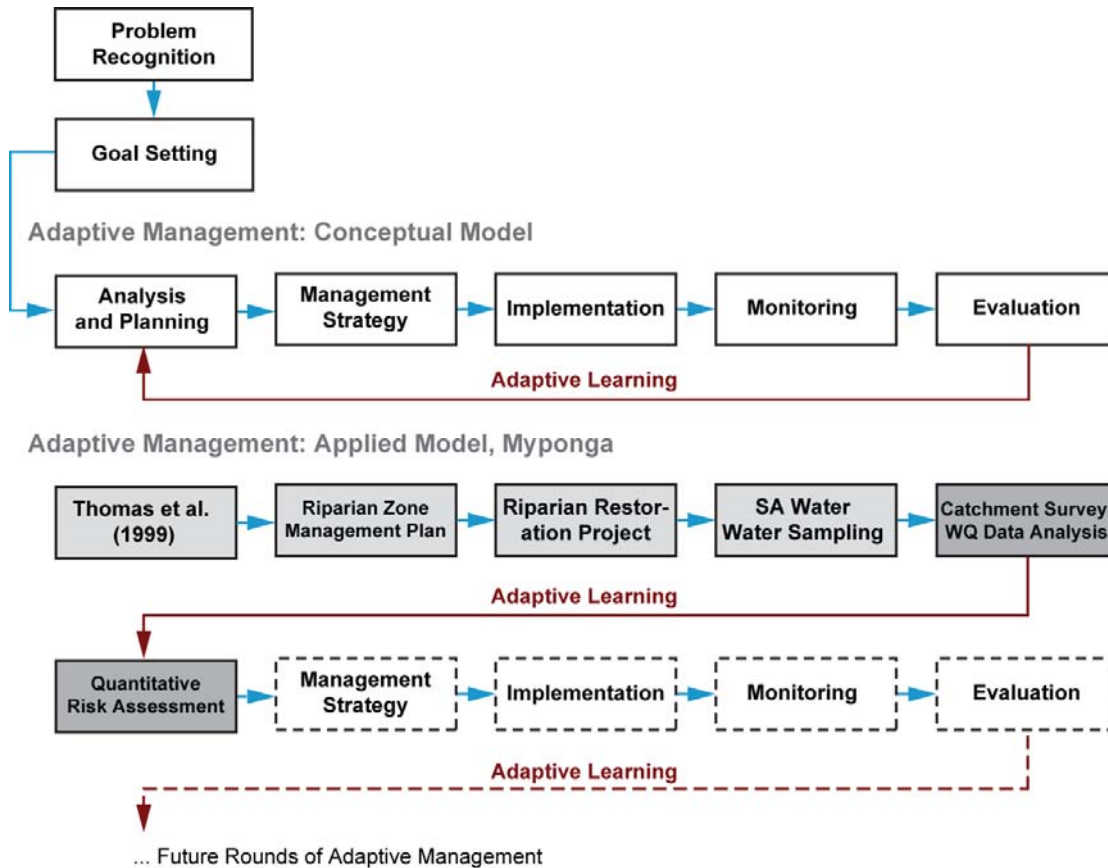 Problem
Recognition
Goal Setting
Adaptive Management: Conceptual Model
Analysis
and Planning
Management
Strategy
Implementation
Monitoring
Evaluation
Adaptive Learning
Adaptive Management: Applied Model, Myponga
Thomas et al.
(1999)
Riparian Zone
Management Plan
Riparian Restor-
ation Project
SA Water
Water Sampling
Catchment Survey
WQ Data Analysis
Adaptive Learning
Quantitative
Risk Assessment
Management
Strategy
Implementation
Monitoring
Evaluation
Adaptive Learning
... Future Rounds of Adaptive Management